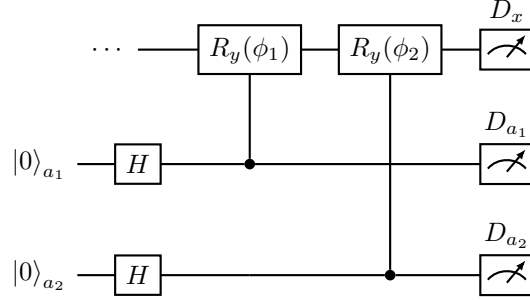 D_x
⋯ R_y(ϕ_1) R_y(ϕ_2)
D_{a_1}
|0⟩_{a_1} H
D_{a_2}
|0⟩_{a_2} H